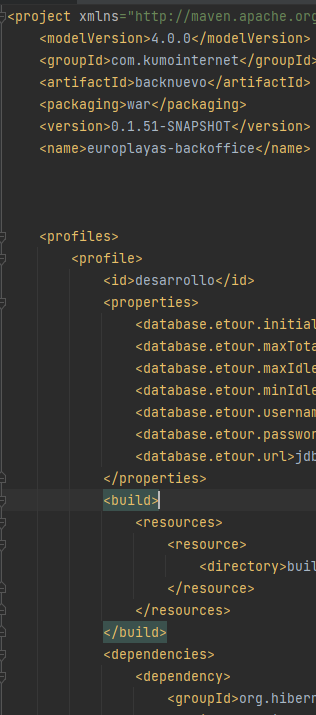 <project xmlns="http://maven.apache.org
<modelVersion>4.0.0</modelVersion>
<groupId>com.kumointernet</groupId>
<artifactId>backnuevo</artifactId>
<packaging>war</packaging>
<version>0.1.51-SNAPSHOT</version>
<name>europlayas-backoffice</name>
<profiles>
<profile>
<id>desarrollo</id>
<properties>
<database.etour.initial
<database.etour.maxTota
<database.etour.maxIdle
<database.etour.minIdle
<database.etour.usernam
<database.etour.passwor
<database.etour.url>jdb
</properties>
<build>
<resources>
<resource>
<directory>buil
</resource>
</resources>
</build>
<dependencies>
<dependency>
<groupId>org.hibern